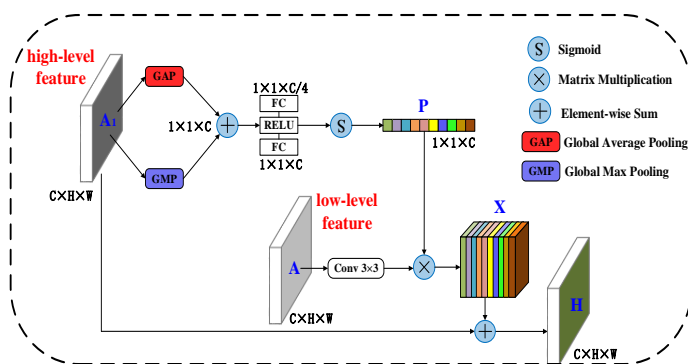 high-level
feature
A1
C×H×W
GAP
GMP
1×1×C
+
1×1×C/4
FC
RELU
FC
1×1×C
S
P
1×1×C
low-level
feature
A
C×H×W
Conv 3×3
×
X
+
H
C×H×W
S Sigmoid
× Matrix Multiplication
+ Element-wise Sum
GAP Global Average Pooling
GMP Global Max Pooling